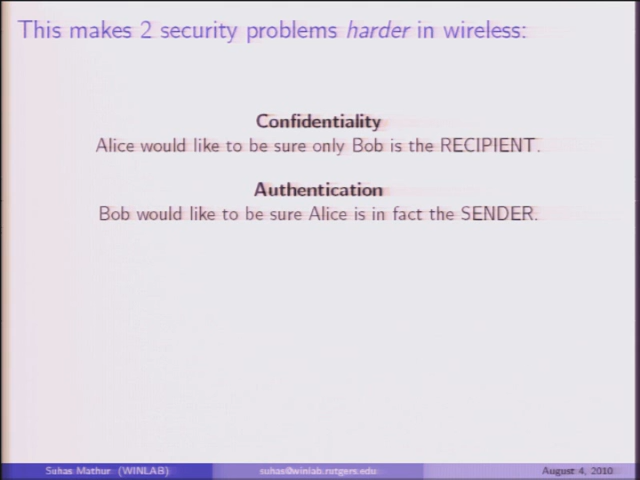 This makes 2 security problems harder in wireless:
Confidentiality
Alice would like to be sure only Bob is the RECIPIENT.
Authentication
Bob would like to be sure Alice is in fact the SENDER.
Suhas Mathur (WINLAB) suhas@winlab.rutgers.edu August 4, 2010